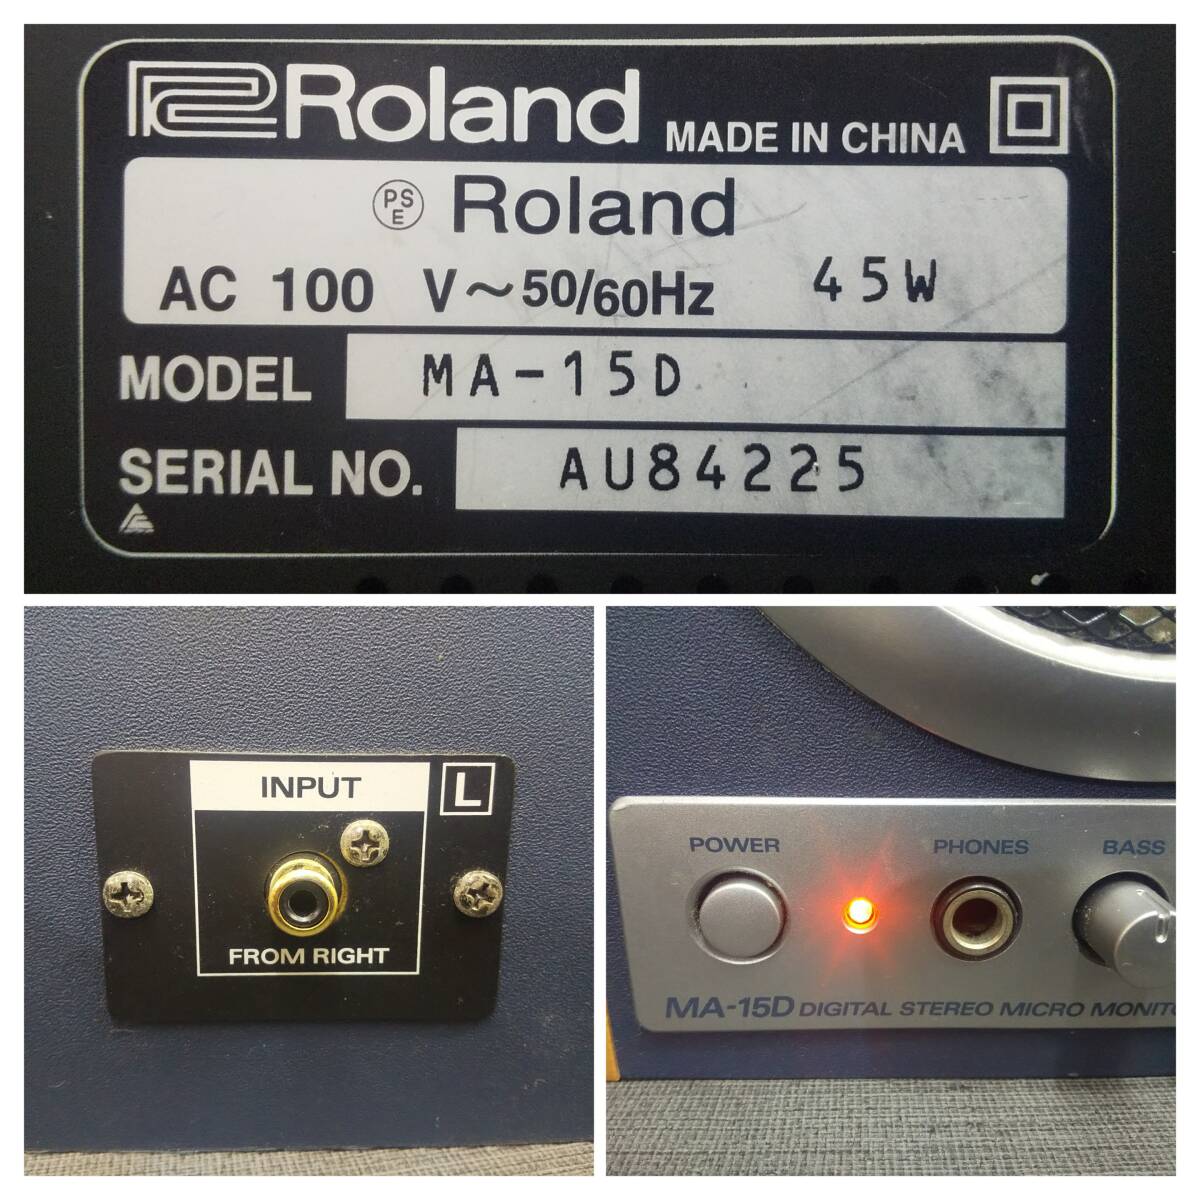 Roland MADE IN CHINA
PS E Roland
AC 100 V～50/60Hz 45W
MODEL MA-15D
SERIAL NO. AU84225
INPUT L
FROM RIGHT
POWER PHONES BASS
MA-15D DIGITAL STEREO MICRO MONITO